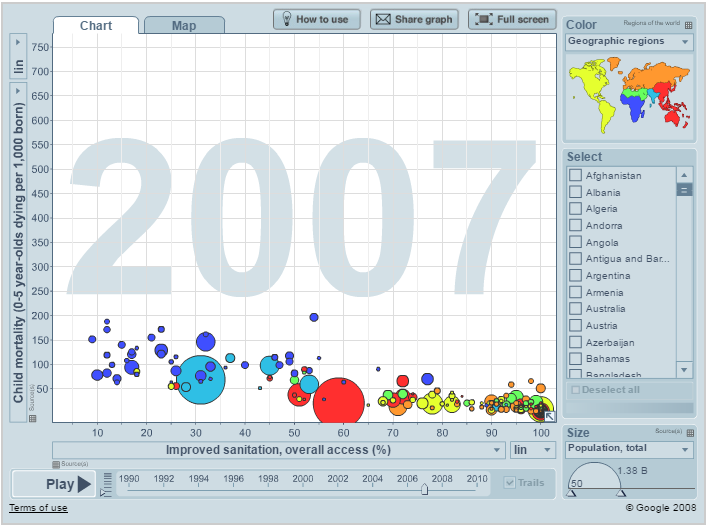 Chart
Map
How to use
Share graph
Full screen
Color
Regions of the world
Geographic regions
lin
Child mortality (0-5 year-olds dying per 1,000 born)
Source(s)
750
700
650
600
550
500
450
400
350
300
250
200
150
100
50
2007
10 20 30 40 50 60 70 80 90 100
Improved sanitation, overall access (%)
lin
Source(s)
Select
Afghanistan
Albania
Algeria
Andorra
Angola
Antigua and Bar...
Argentina
Armenia
Australia
Austria
Azerbaijan
Bahamas
Bangladesh
Deselect all
Size
Source(s)
Population, total
1.38 B
50
Play
1990 1992 1994 1996 1998 2000 2002 2004 2006 2008 2010
Trails
Terms of use
© Google 2008